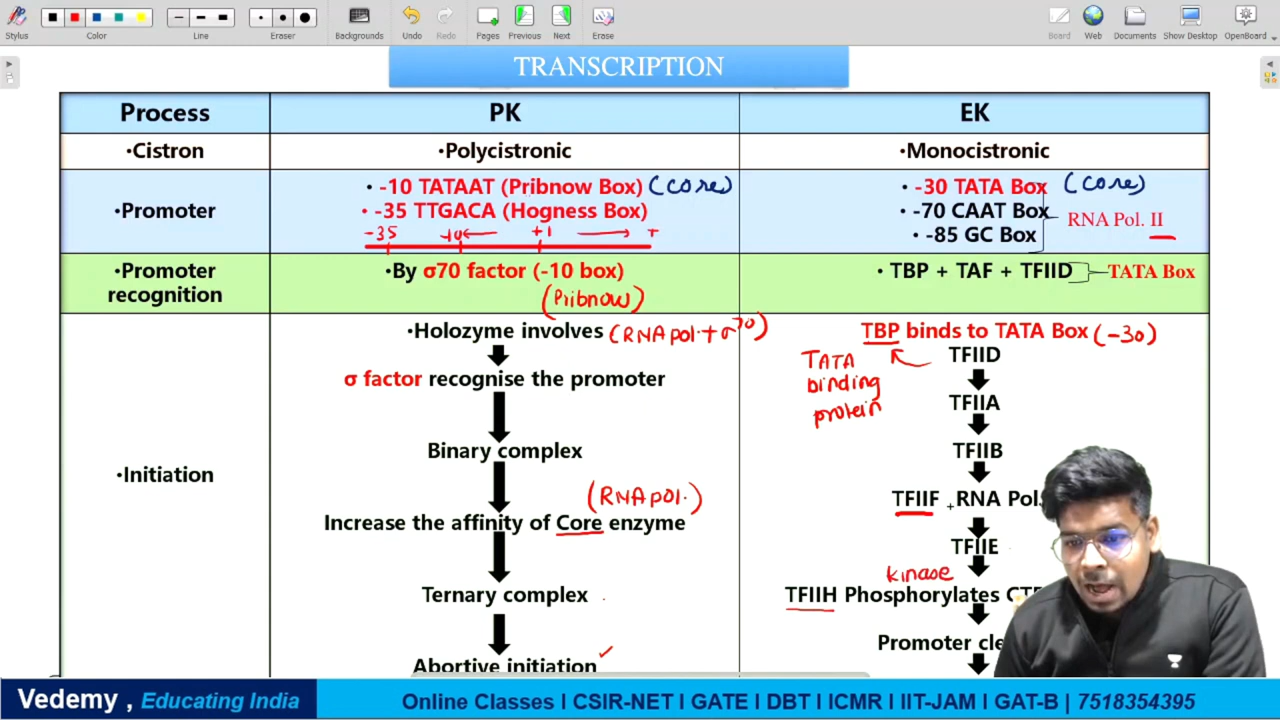 Stylus
Color
Line
Eraser
Backgrounds
Undo
Redo
Pages
Previous
Next
Erase
Board
Web
Documents
Show Desktop
OpenBoard
TRANSCRIPTION
Process PK EK
•Cistron •Polycistronic •Monocistronic
•Promoter
• -10 TATAAT (Pribnow Box) (core)
• -35 TTGACA (Hogness Box)
-35 -10 +1 +
• -30 TATA Box (core)
• -70 CAAT Box
• -85 GC Box
RNA Pol. II
•Promoter
recognition
•By σ70 factor (-10 box)
(Pribnow)
• TBP + TAF + TFIID TATA Box
•Initiation
•Holozyme involves (RNA pol + σ70)
σ factor recognise the promoter
Binary complex
(RNA pol.)
Increase the affinity of Core enzyme
Ternary complex
Abortive initiation
TBP binds to TATA Box (-30)
TATA
binding
protein
TFIID
TFIIA
TFIIB
TFIIF + RNA Pol.
TFIIE
kinase
TFIIH Phosphorylates
Promoter
Vedemy , Educating India
Online Classes I CSIR-NET I GATE I DBT I ICMR I IIT-JAM I GAT-B | 7518354395